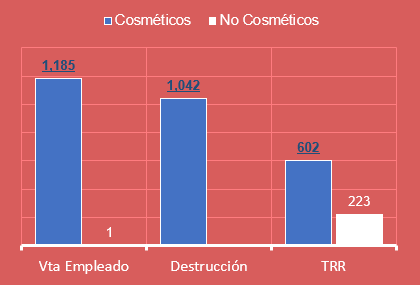 Cosméticos No Cosméticos
1,185
1,042
602
223
1
Vta Empleado Destrucción TRR